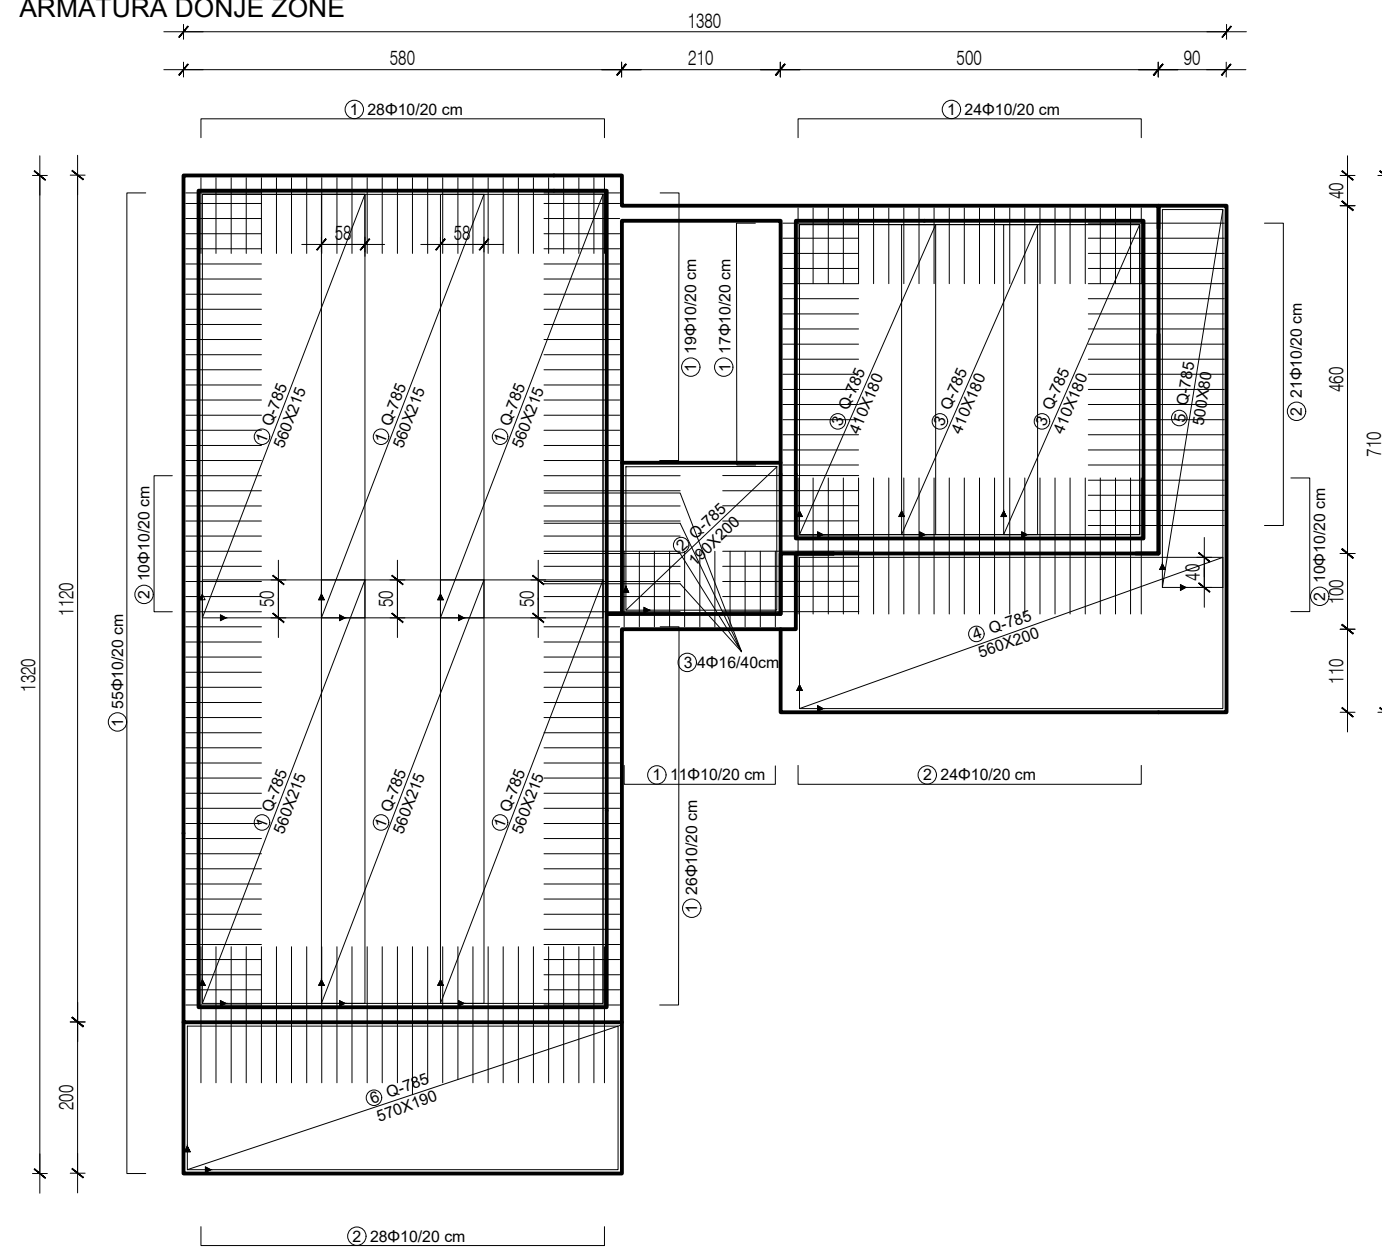 ARMATURA DONJE ZONE
1380
580
210
500
90
1 28Φ10/20 cm
1 24Φ10/20 cm
40
58
58
1 19Φ10/20 cm
1 17Φ10/20 cm
2 21Φ10/20 cm
460
710
1 Q-785
560X215
1 Q-785
560X215
1 Q-785
560X215
3 Q-785
410X180
3 Q-785
410X180
3 Q-785
410X180
5 Q-785
500X80
2 10Φ10/20 cm
2 Q-785
190X200
2 10Φ10/20 cm
1120
50
50
50
40
100
1320
1 55Φ10/20 cm
4 Q-785
560X200
3 4Φ16/40cm
110
1 11Φ10/20 cm
2 24Φ10/20 cm
1 Q-785
560X215
1 Q-785
560X215
1 Q-785
560X215
1 26Φ10/20 cm
200
6 Q-785
570X190
2 28Φ10/20 cm